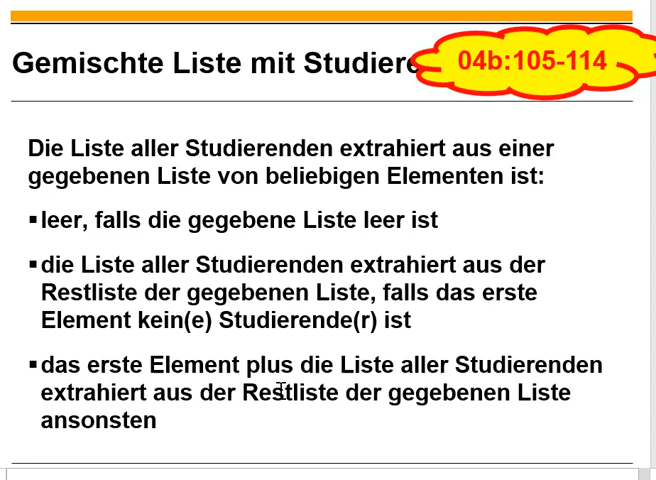 Gemischte Liste mit Studiere
04b:105-114
Die Liste aller Studierenden extrahiert aus einer
gegebenen Liste von beliebigen Elementen ist:
▪leer, falls die gegebene Liste leer ist
▪die Liste aller Studierenden extrahiert aus der
Restliste der gegebenen Liste, falls das erste
Element kein(e) Studierende(r) ist
▪das erste Element plus die Liste aller Studierenden
extrahiert aus der Restliste der gegebenen Liste
ansonsten